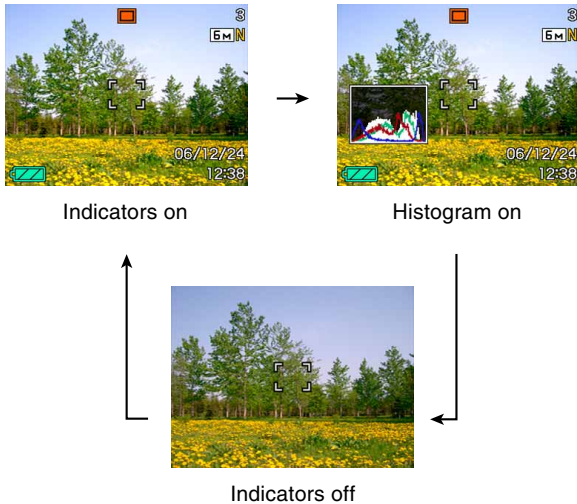 3
6M N
06/12/24
12:38
Indicators on
3
6M N
06/12/24
12:38
Histogram on
Indicators off